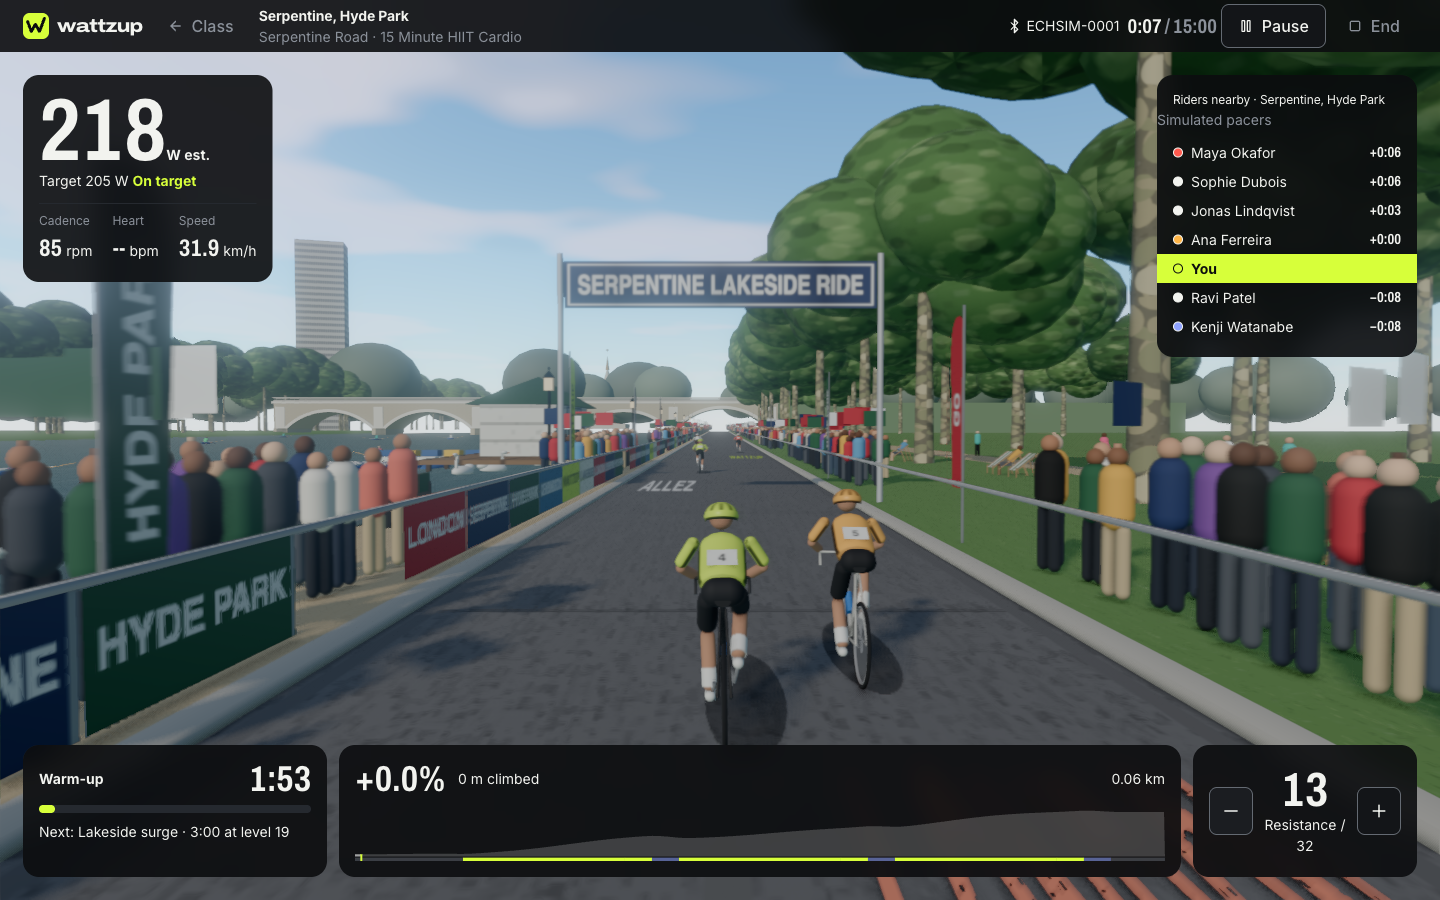 wattzup
Class
Serpentine, Hyde Park
Serpentine Road · 15 Minute HIIT Cardio
ECHSIM-0001
0:07 / 15:00
Pause
End
218 W est.
Target 205 W On target
Cadence Heart Speed
85 rpm -- bpm 31.9 km/h
Riders nearby · Serpentine, Hyde Park
Simulated pacers
Maya Okafor +0:06
Sophie Dubois +0:06
Jonas Lindqvist +0:03
Ana Ferreira +0:00
You
Ravi Patel −0:08
Kenji Watanabe −0:08
SERPENTINE LAKESIDE RIDE
HYDE PAR
ALLEZ
LONDON
HYDE PARK
NE
4
5
Warm-up 1:53
Next: Lakeside surge · 3:00 at level 19
+0.0% 0 m climbed 0.06 km
−
13
+
Resistance /
32